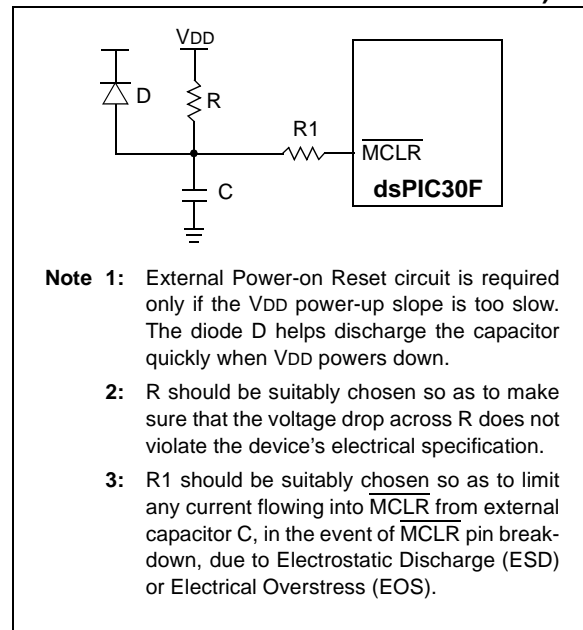 VDD
D
R
R1
MCLR
C
dsPIC30F
Note 1: External Power-on Reset circuit is required
only if the VDD power-up slope is too slow.
The diode D helps discharge the capacitor
quickly when VDD powers down.
2: R should be suitably chosen so as to make
sure that the voltage drop across R does not
violate the device's electrical specification.
3: R1 should be suitably chosen so as to limit
any current flowing into MCLR from external
capacitor C, in the event of MCLR pin break-
down, due to Electrostatic Discharge (ESD)
or Electrical Overstress (EOS).